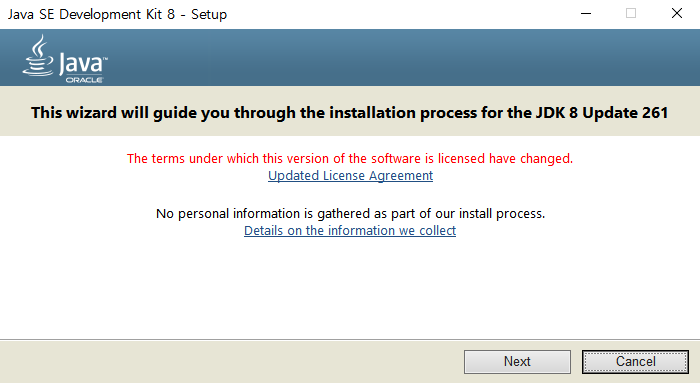 Java SE Development Kit 8 - Setup
Java™
ORACLE
This wizard will guide you through the installation process for the JDK 8 Update 261
The terms under which this version of the software is licensed have changed.
Updated License Agreement
No personal information is gathered as part of our install process.
Details on the information we collect
Next Cancel